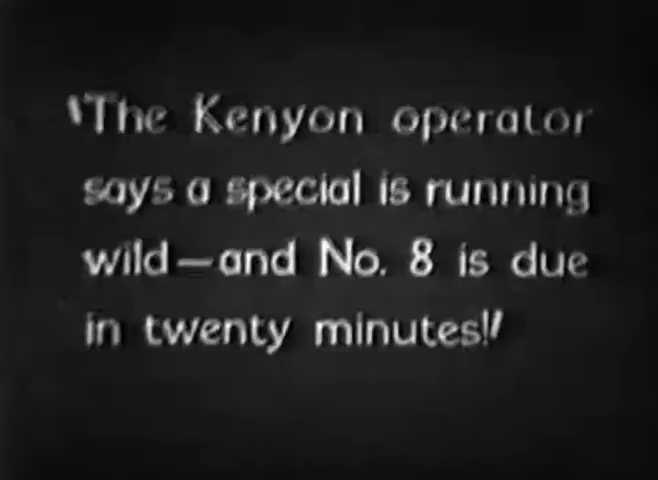 "The Kenyon operator
says a special is running
wild—and No. 8 is due
in twenty minutes!"